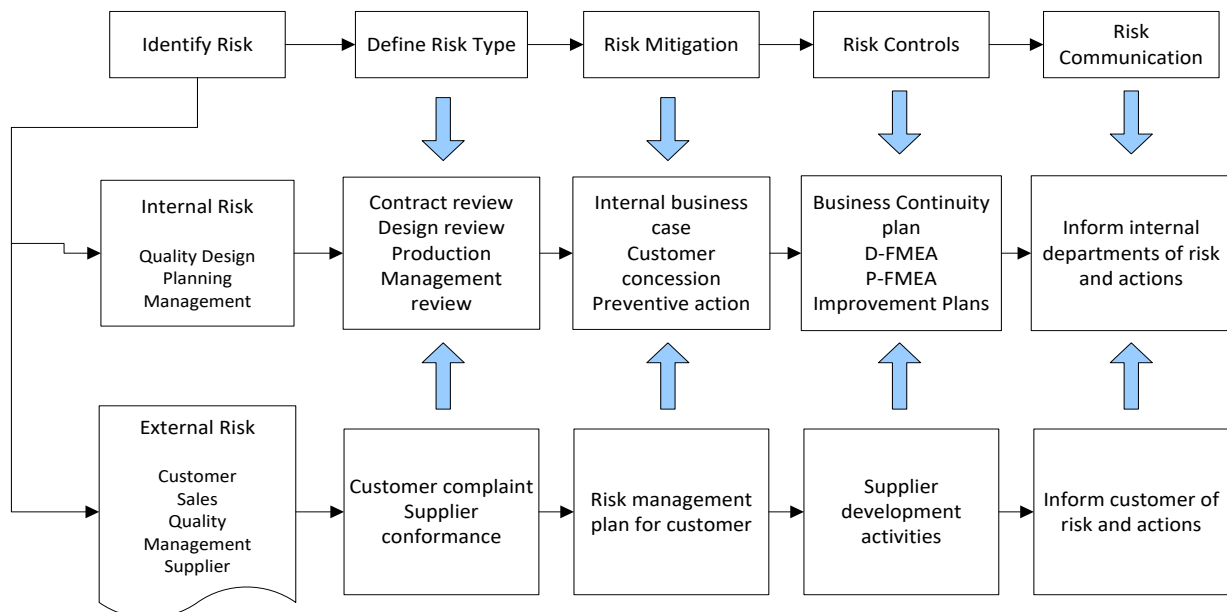 Identify Risk
Define Risk Type
Risk Mitigation
Risk Controls
Risk
Communication
Internal Risk
Quality Design
Planning
Management
Contract review
Design review
Production
Management
review
Internal business
case
Customer
concession
Preventive action
Business Continuity
plan
D-FMEA
P-FMEA
Improvement Plans
Inform internal
departments of risk
and actions
External Risk
Customer
Sales
Quality
Management
Supplier
Customer complaint
Supplier
conformance
Risk management
plan for customer
Supplier
development
activities
Inform customer of
risk and actions